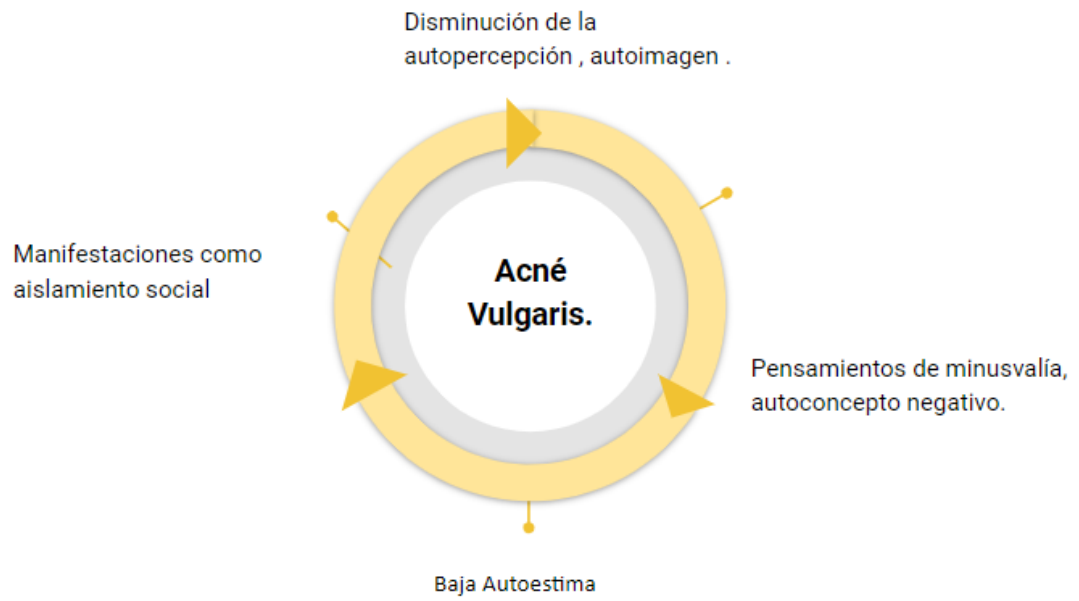 Disminución de la
autopercepción , autoimagen .
Manifestaciones como
aislamiento social
Acné
Vulgaris.
Pensamientos de minusvalía,
autoconcepto negativo.
Baja Autoestima